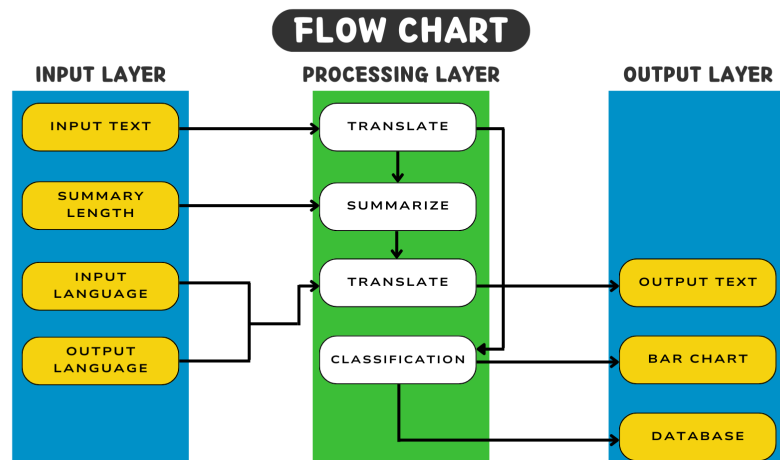 FLOW CHART
INPUT LAYER
PROCESSING LAYER
OUTPUT LAYER
INPUT TEXT
TRANSLATE
SUMMARY
LENGTH
SUMMARIZE
INPUT
LANGUAGE
TRANSLATE
OUTPUT TEXT
OUTPUT
LANGUAGE
CLASSIFICATION
BAR CHART
DATABASE